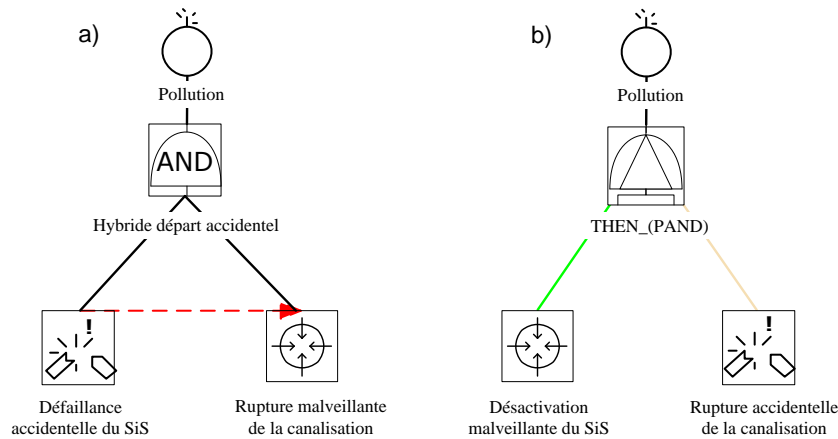 a)
Pollution
AND
Hybride départ accidentel
!
Défaillance
accidentelle du SiS
Rupture malveillante
de la canalisation
b)
Pollution
THEN_(PAND)
!
Désactivation
malveillante du SiS
Rupture accidentelle
de la canalisation